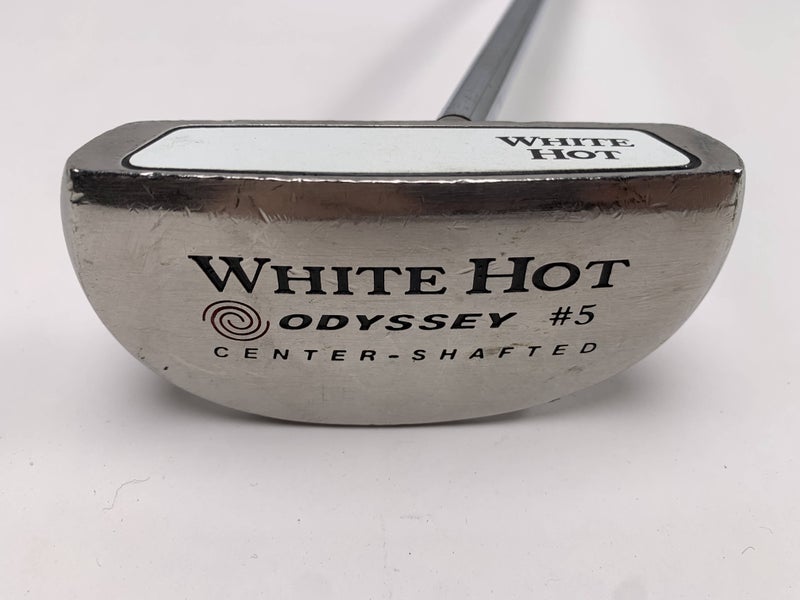 WHITE
HOT
WHITE HOT
ODYSSEY #5
CENTER-SHAFTED